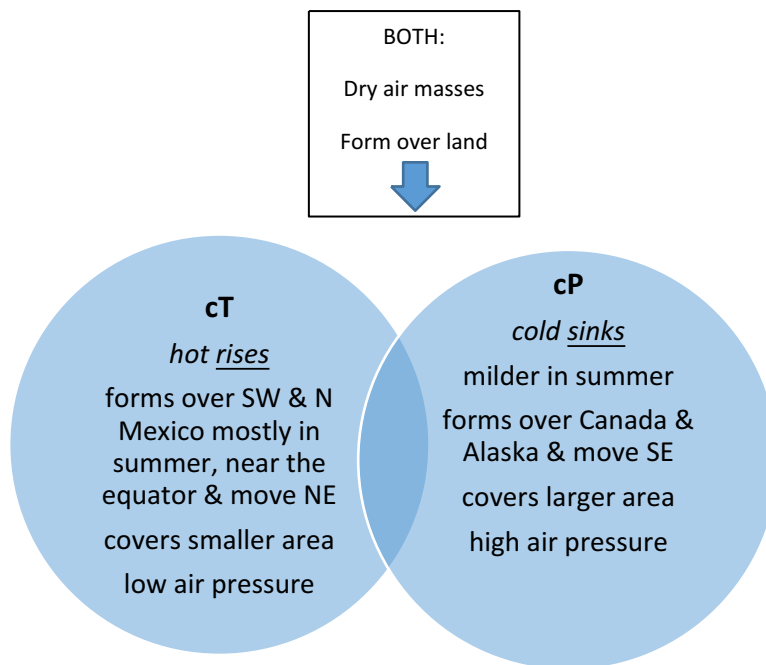 BOTH:
Dry air masses
Form over land
cT
hot rises
forms over SW & N
Mexico mostly in
summer, near the
equator & move NE
covers smaller area
low air pressure
cP
cold sinks
milder in summer
forms over Canada &
Alaska & move SE
covers larger area
high air pressure